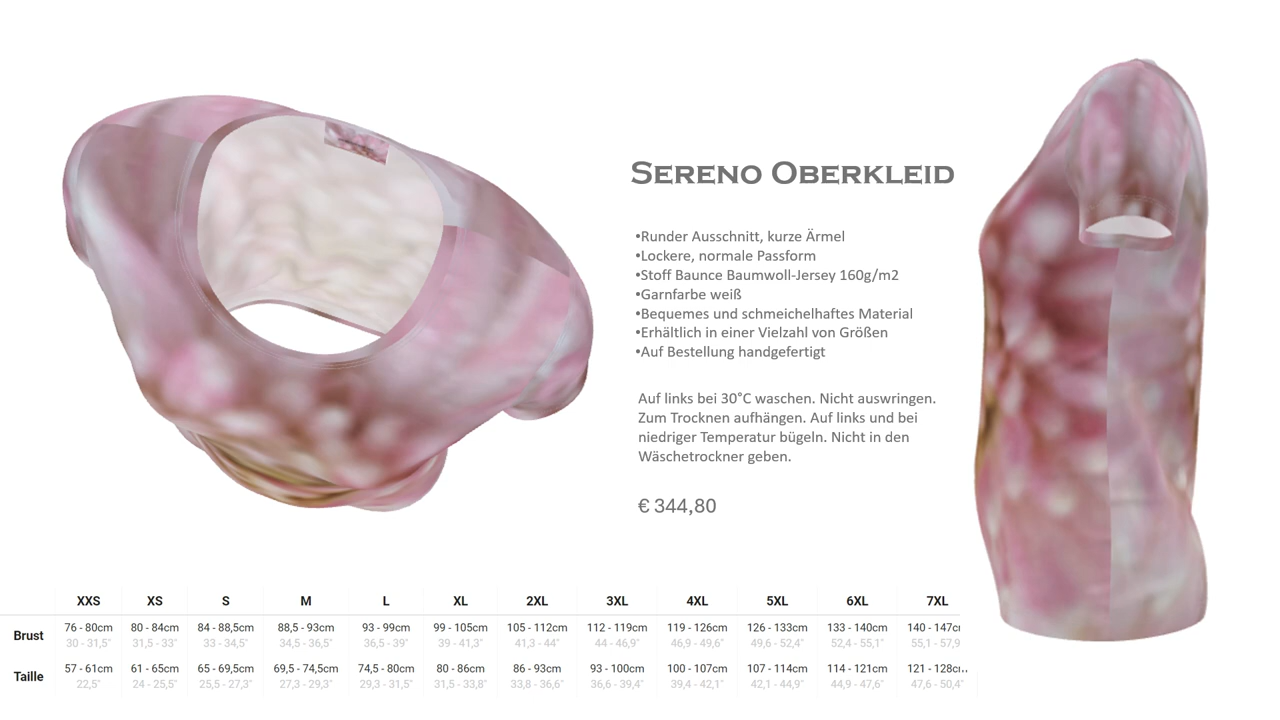 Sereno Oberkleid
•Runder Ausschnitt, kurze Ärmel
•Lockere, normale Passform
•Stoff Baunce Baumwoll-Jersey 160g/m2
•Garnfarbe weiß
•Bequemes und schmeichelhaftes Material
•Erhältlich in einer Vielzahl von Größen
•Auf Bestellung handgefertigt
Auf links bei 30°C waschen. Nicht auswringen.
Zum Trocknen aufhängen. Auf links und bei
niedriger Temperatur bügeln. Nicht in den
Wäschetrockner geben.
€ 344,80
XXS XS S M L XL 2XL 3XL 4XL 5XL 6XL 7XL
Brust 76 - 80cm 80 - 84cm 84 - 88,5cm 88,5 - 93cm 93 - 99cm 99 - 105cm 105 - 112cm 112 - 119cm 119 - 126cm 126 - 133cm 133 - 140cm 140 - 147c
30 - 31,5" 31,5 - 33" 33 - 34,5" 34,5 - 36,5" 36,5 - 39" 39 - 41,3" 41,3 - 44" 44 - 46,9" 46,9 - 49,6" 49,6 - 52,4" 52,4 - 55,1" 55,1 - 57,9
Taille 57 - 61cm 61 - 65cm 65 - 69,5cm 69,5 - 74,5cm 74,5 - 80cm 80 - 86cm 86 - 93cm 93 - 100cm 100 - 107cm 107 - 114cm 114 - 121cm 121 - 128c
22,5" 24 - 25,5" 25,5 - 27,3" 27,3 - 29,3" 29,3 - 31,5" 31,5 - 33,8" 33,8 - 36,6" 36,6 - 39,4" 39,4 - 42,1" 42,1 - 44,9" 44,9 - 47,6" 47,6 - 50,4"